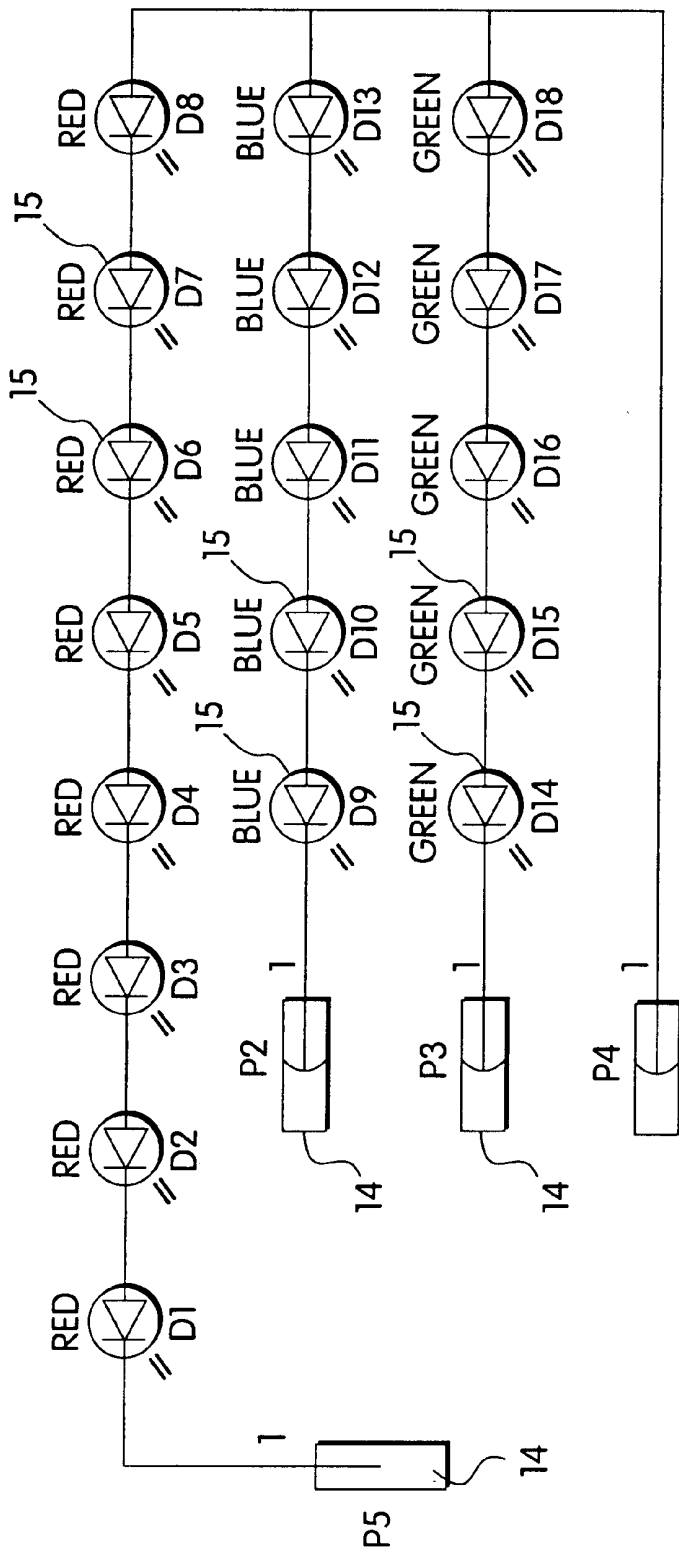 15
15
RED RED RED RED RED RED RED RED
D1 D2 D3 D4 D5 D6 D7 D8
15 15
BLUE BLUE BLUE BLUE BLUE
D9 D10 D11 D12 D13
15 15
GREEN GREEN GREEN GREEN GREEN
D14 D15 D16 D17 D18
P5 1
14
P2 1
14
P3 1
14
P4 1